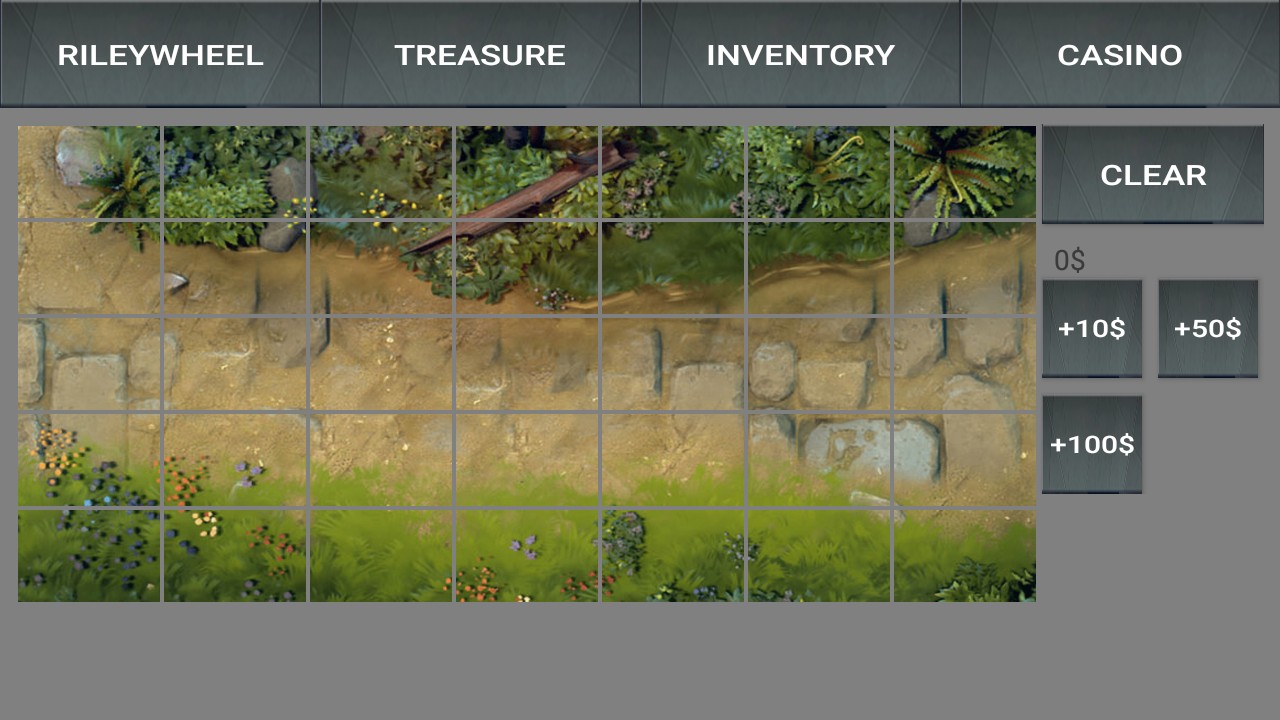 RILEYWHEEL
TREASURE
INVENTORY
CASINO
CLEAR
0$
+10$
+50$
+100$